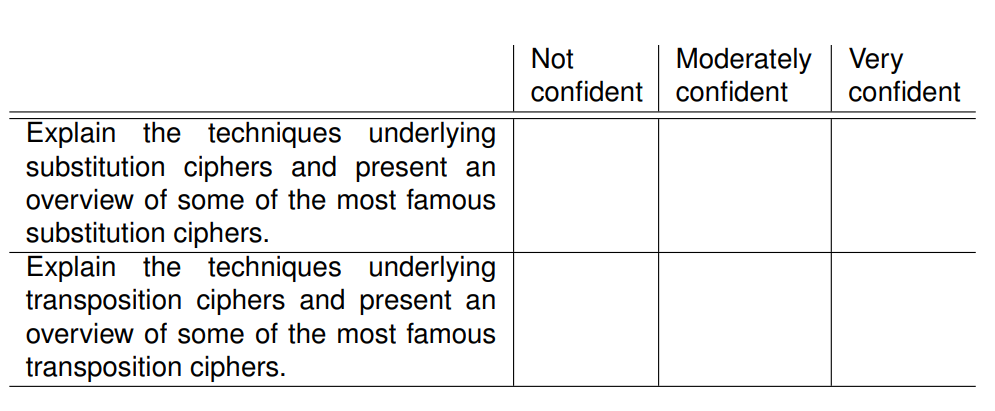 Not Moderately Very
confident confident confident
Explain the techniques underlying
substitution ciphers and present an
overview of some of the most famous
substitution ciphers.
Explain the techniques underlying
transposition ciphers and present an
overview of some of the most famous
transposition ciphers.